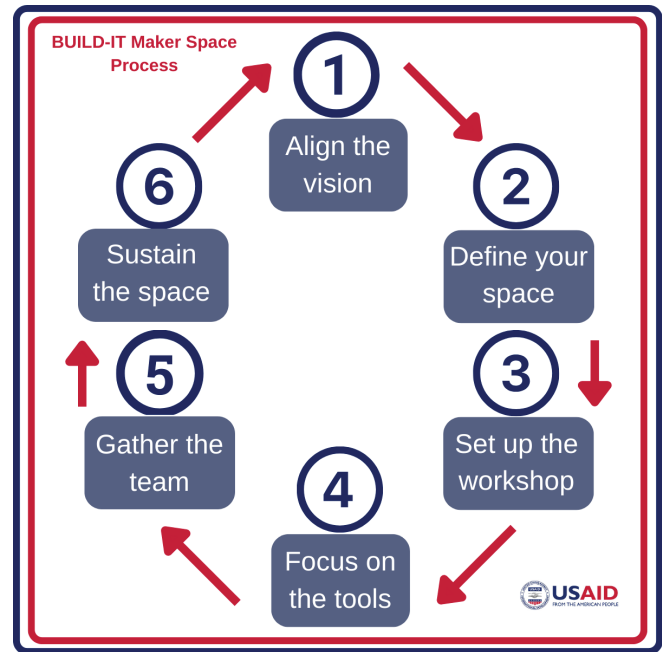 BUILD-IT Maker Space
Process
1
Align the
vision
2
Define your
space
3
Set up the
workshop
4
Focus on
the tools
5
Gather the
team
6
Sustain
the space
USAID
FROM THE AMERICAN PEOPLE